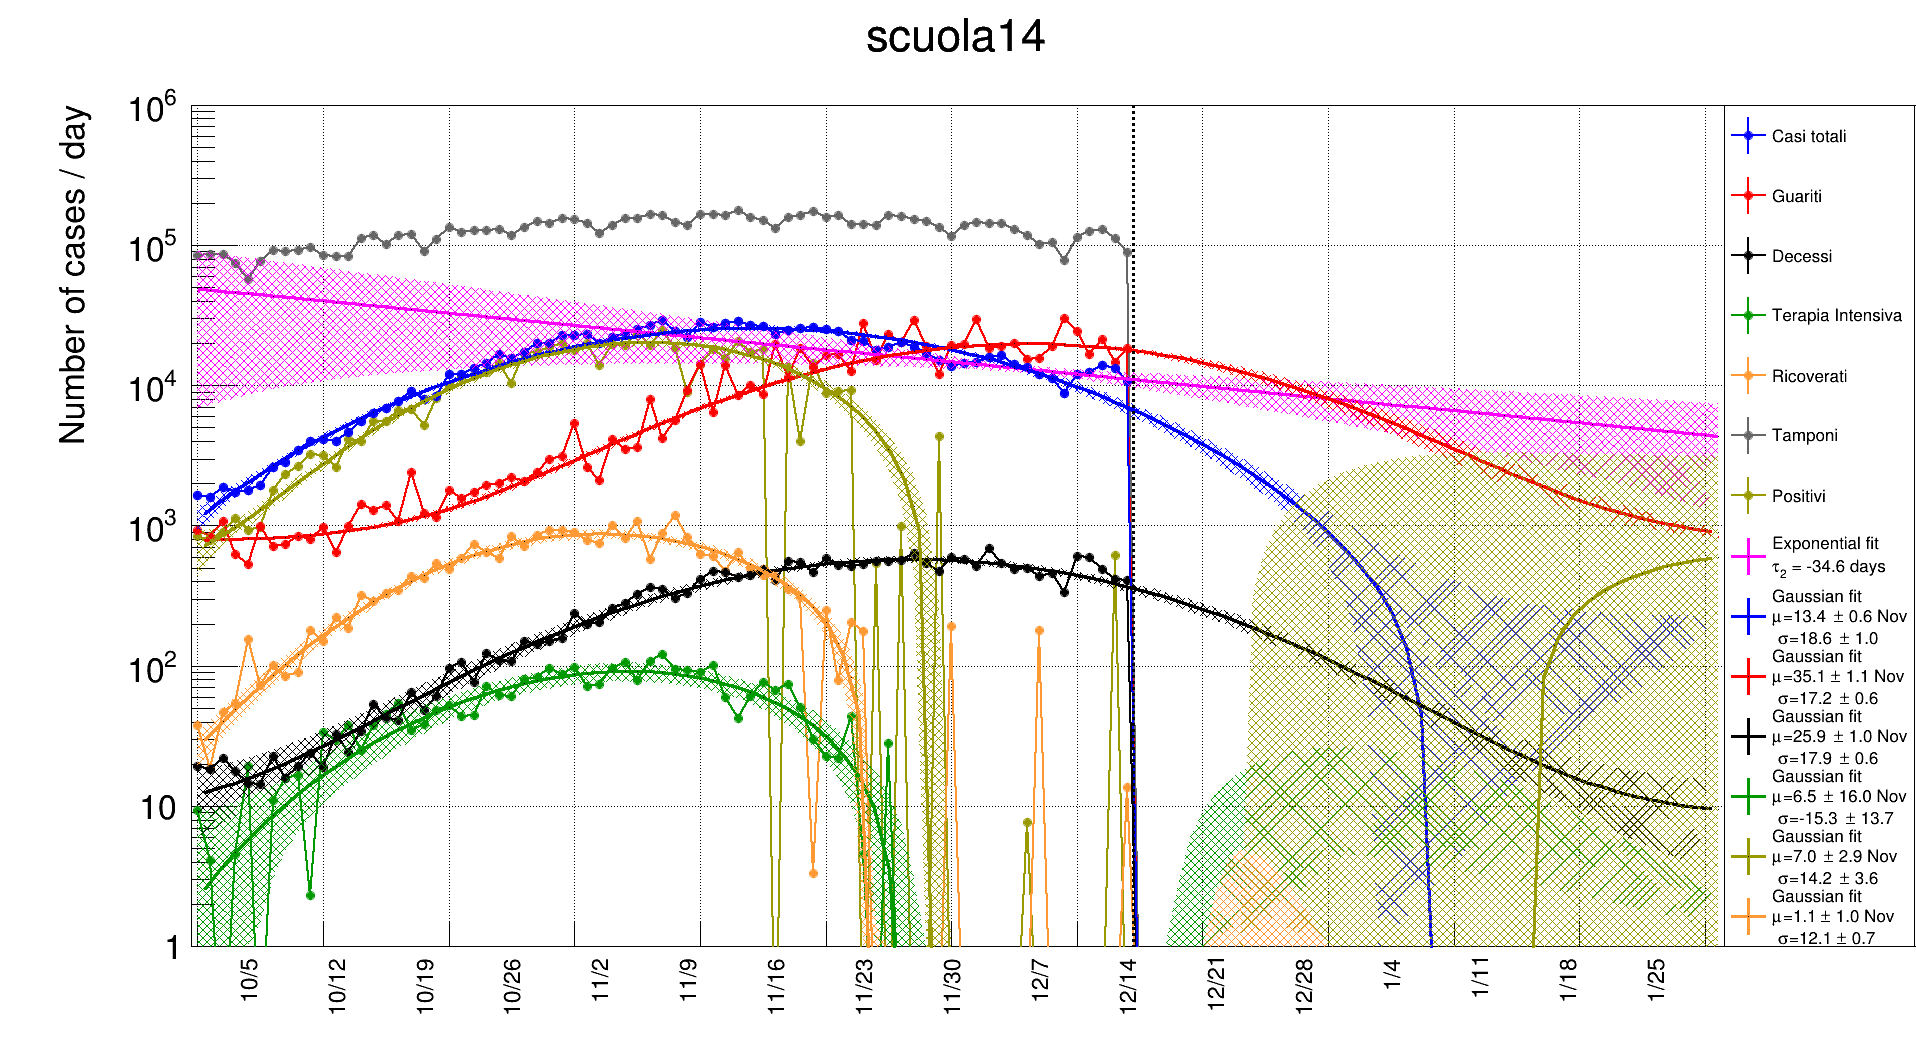 scuola14
Number of cases / day
10^6
10^5
10^4
10^3
10^2
10
1
10/5
10/12
10/19
10/26
11/2
11/9
11/16
11/23
11/30
12/7
12/14
12/21
12/28
1/4
1/11
1/18
1/25
Casi totali
Guariti
Decessi
Terapia Intensiva
Ricoverati
Tamponi
Positivi
Exponential fit
τ2 = -34.6 days
Gaussian fit
μ=13.4 ± 0.6 Nov
σ=18.6 ± 1.0
Gaussian fit
μ=35.1 ± 1.1 Nov
σ=17.2 ± 0.6
Gaussian fit
μ=25.9 ± 1.0 Nov
σ=17.9 ± 0.6
Gaussian fit
μ=6.5 ± 16.0 Nov
σ=-15.3 ± 13.7
Gaussian fit
μ=7.0 ± 2.9 Nov
σ=14.2 ± 3.6
Gaussian fit
μ=1.1 ± 1.0 Nov
σ=12.1 ± 0.7